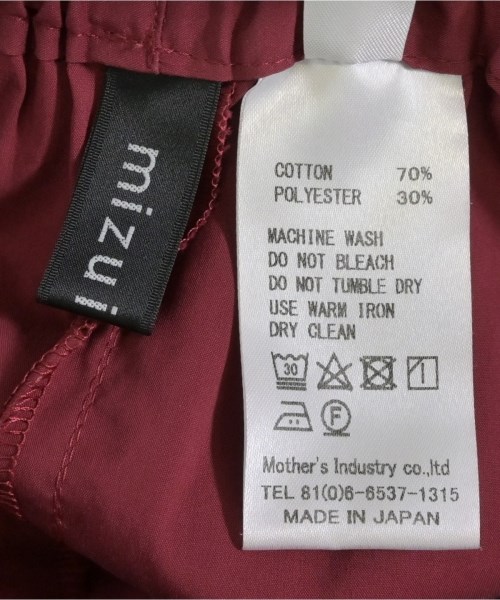 mizuiro
COTTON 70%
POLYESTER 30%
MACHINE WASH
DO NOT BLEACH
DO NOT TUMBLE DRY
USE WARM IRON
DRY CLEAN
30
F
Mother's Industry co.,ltd
TEL 81(0)6-6537-1315
MADE IN JAPAN